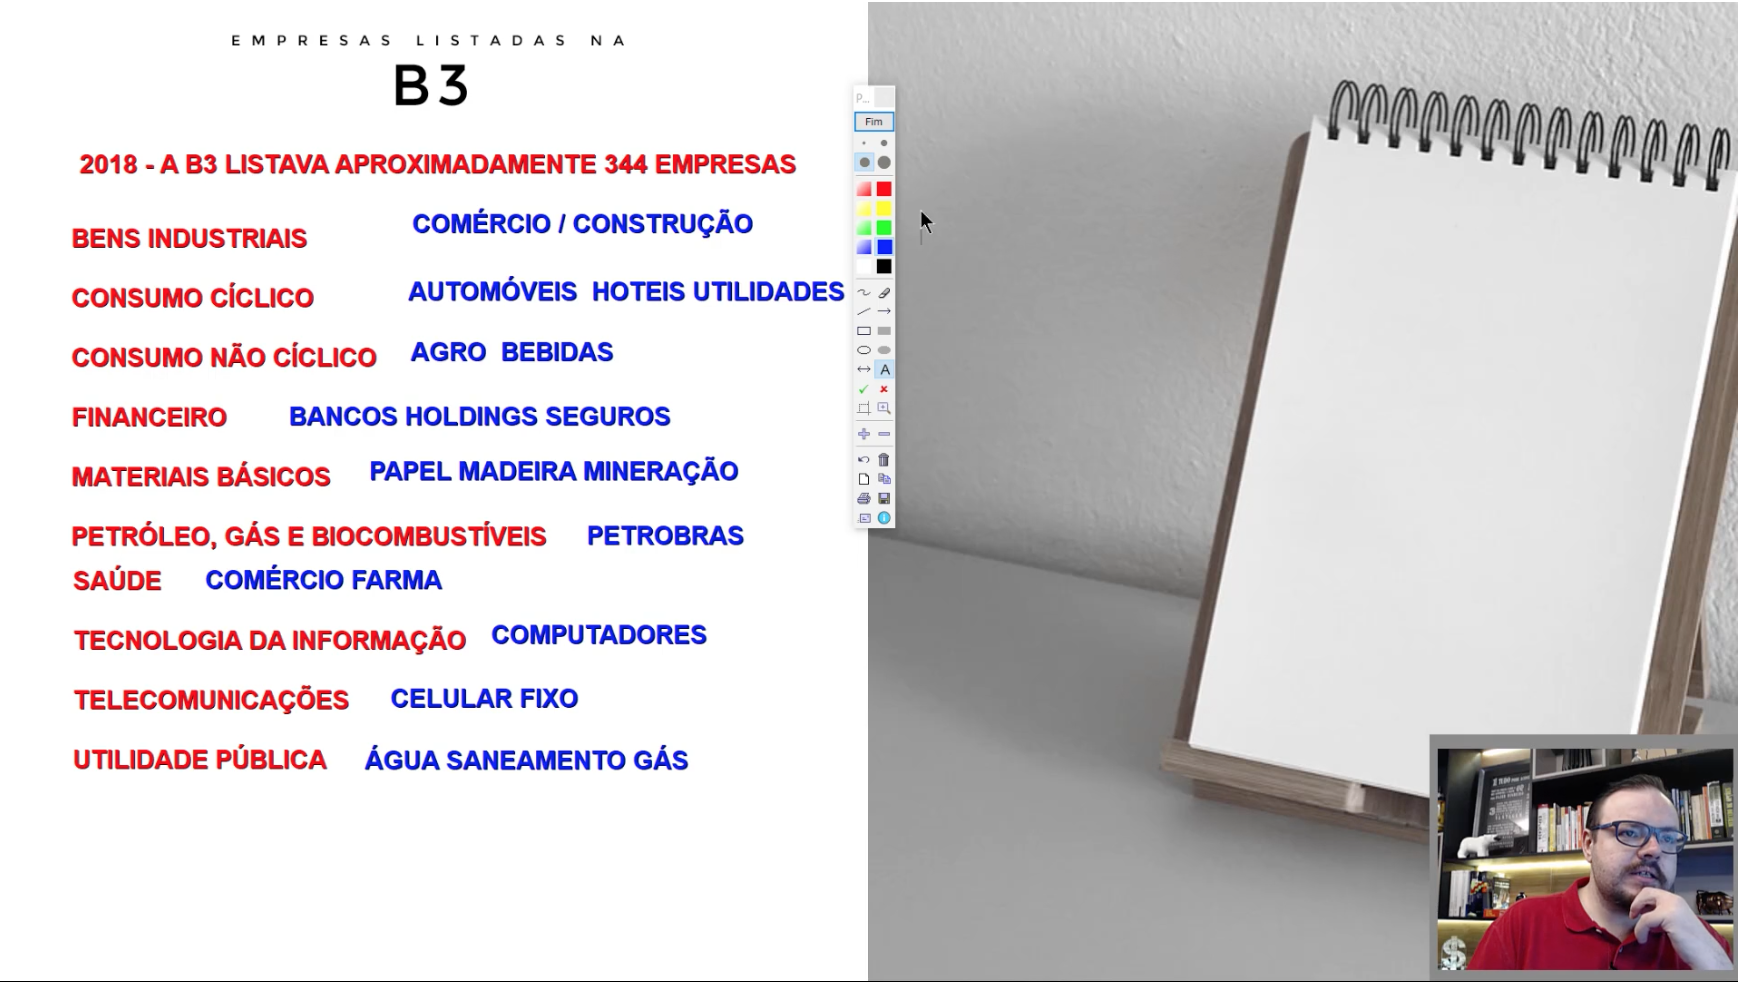 EMPRESAS LISTADAS NA
B3
2018 - A B3 LISTAVA APROXIMADAMENTE 344 EMPRESAS
BENS INDUSTRIAIS COMÉRCIO / CONSTRUÇÃO
CONSUMO CÍCLICO AUTOMÓVEIS HOTEIS UTILIDADES
CONSUMO NÃO CÍCLICO AGRO BEBIDAS
FINANCEIRO BANCOS HOLDINGS SEGUROS
MATERIAIS BÁSICOS PAPEL MADEIRA MINERAÇÃO
PETRÓLEO, GÁS E BIOCOMBUSTÍVEIS PETROBRAS
SAÚDE COMÉRCIO FARMA
TECNOLOGIA DA INFORMAÇÃO COMPUTADORES
TELECOMUNICAÇÕES CELULAR FIXO
UTILIDADE PÚBLICA ÁGUA SANEAMENTO GÁS
P...
Fim
A